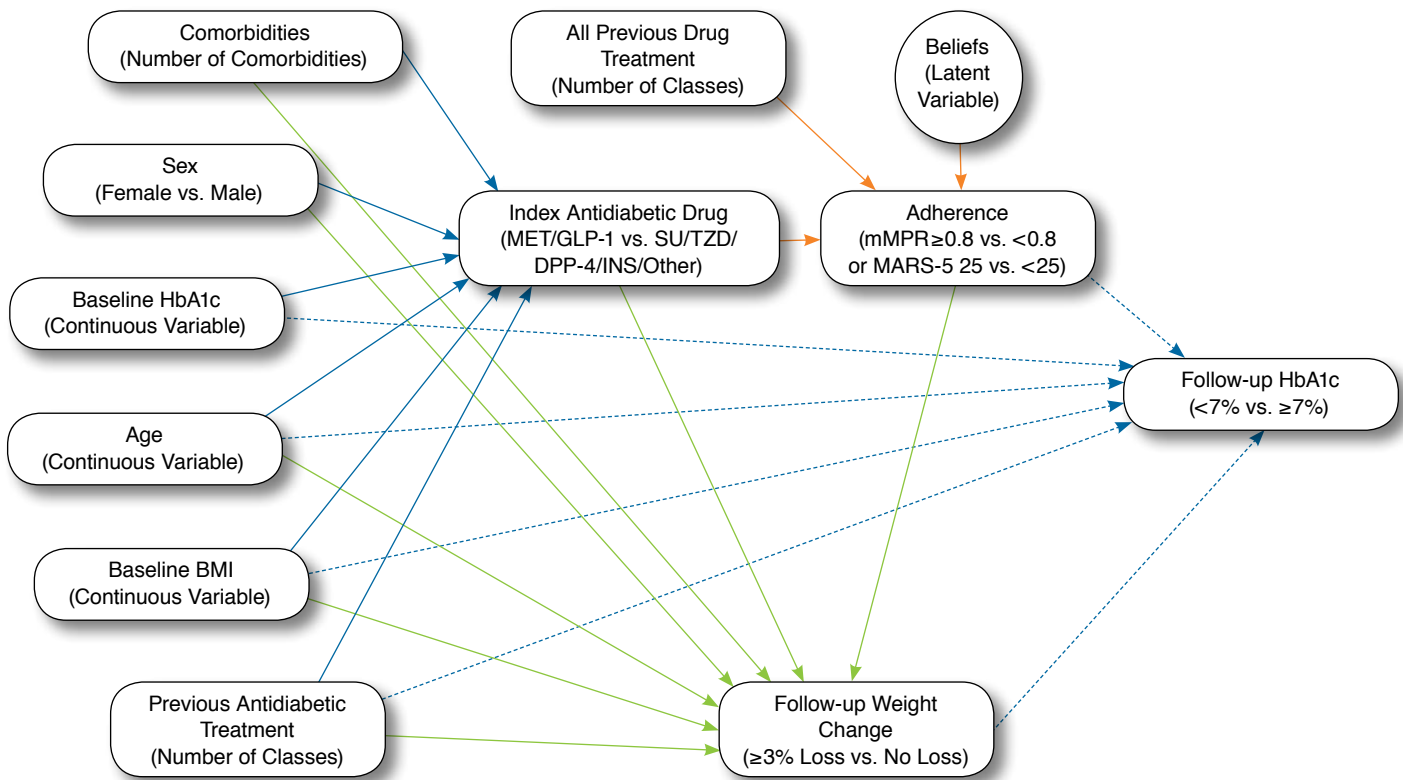 Comorbidities
(Number of Comorbidities)
All Previous Drug
Treatment
(Number of Classes)
Beliefs
(Latent
Variable)
Sex
(Female vs. Male)
Index Antidiabetic Drug
(MET/GLP-1 vs. SU/TZD/
DPP-4/INS/Other)
Adherence
(mMPR≥0.8 vs. <0.8
or MARS-5 25 vs. <25)
Baseline HbA1c
(Continuous Variable)
Follow-up HbA1c
(<7% vs. ≥7%)
Age
(Continuous Variable)
Baseline BMI
(Continuous Variable)
Previous Antidiabetic
Treatment
(Number of Classes)
Follow-up Weight
Change
(≥3% Loss vs. No Loss)